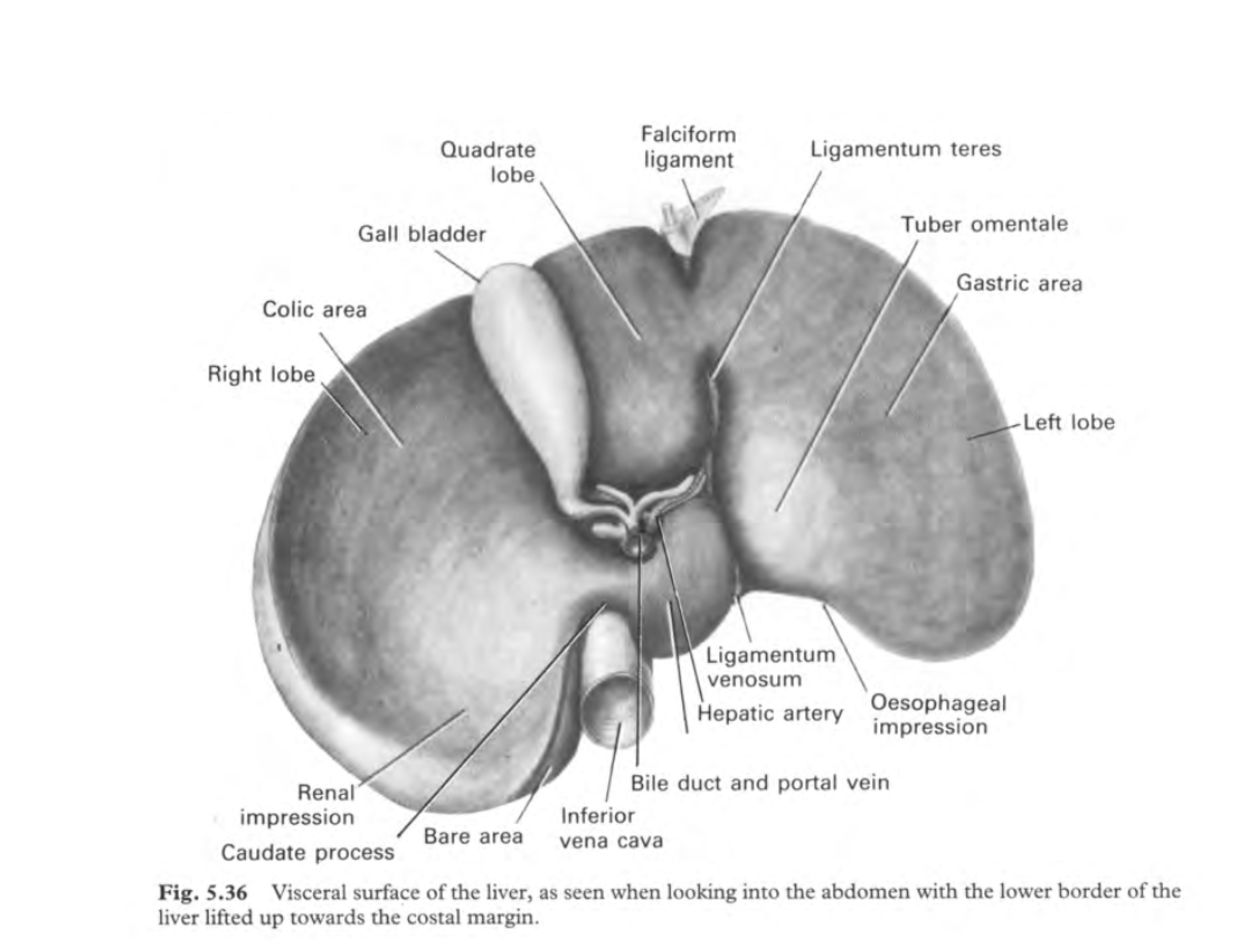 Quadrate
lobe
Falciform
ligament
Ligamentum teres
Gall bladder
Tuber omentale
Colic area
Gastric area
Right lobe
Left lobe
Ligamentum
venosum
Hepatic artery
Oesophageal
impression
Renal
impression
Bile duct and portal vein
Caudate process
Bare area
Inferior
vena cava
Fig. 5.36 Visceral surface of the liver, as seen when looking into the abdomen with the lower border of the
liver lifted up towards the costal margin.